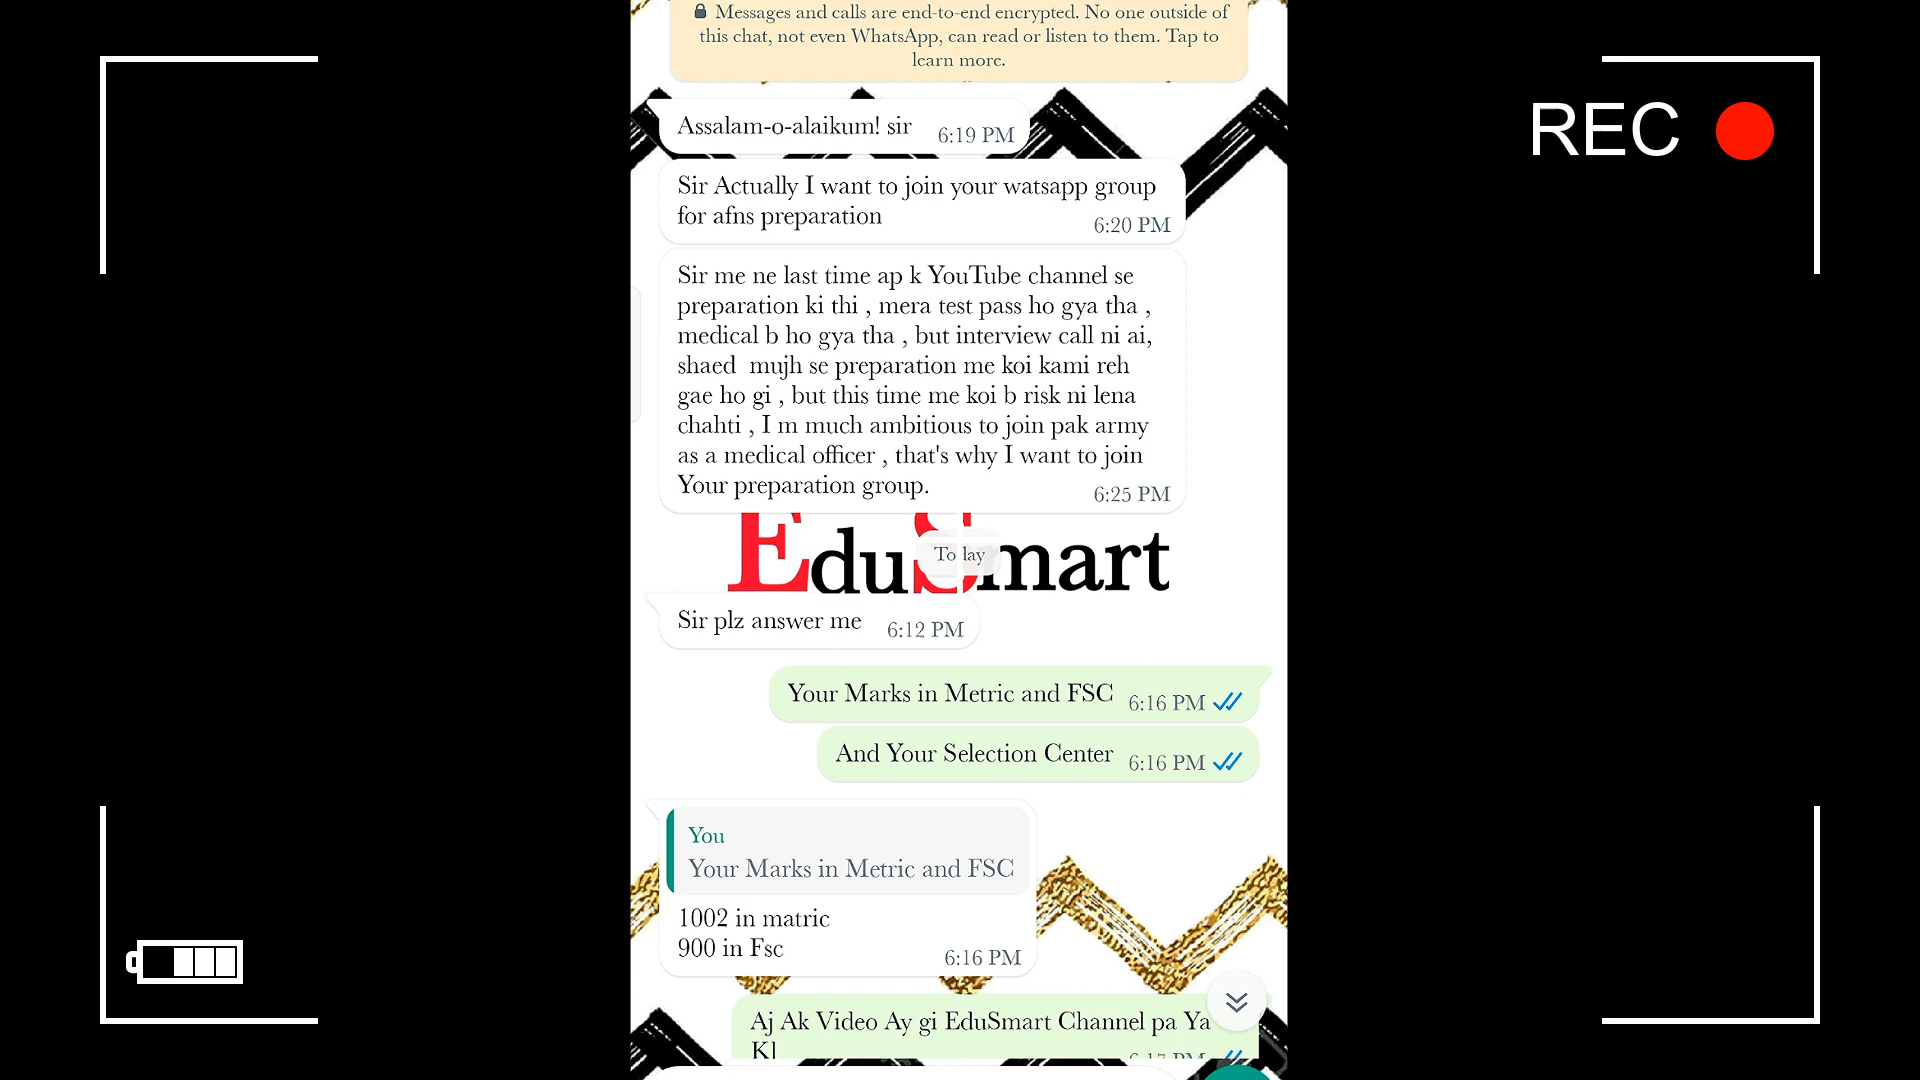 Messages and calls are end-to-end encrypted. No one outside of
this chat, not even WhatsApp, can read or listen to them. Tap to
learn more.
REC
Assalam-o-alaikum! sir 6:19 PM
Sir Actually I want to join your watsapp group
for afns preparation 6:20 PM
Sir me ne last time ap k YouTube channel se
preparation ki thi , mera test pass ho gya tha ,
medical b ho gya tha , but interview call ni ai,
shaed mujh se preparation me koi kami reh
gae ho gi , but this time me koi b risk ni lena
chahti , I m much ambitious to join pak army
as a medical officer , that's why I want to join
Your preparation group. 6:25 PM
EduSmart
Today
Sir plz answer me 6:12 PM
Your Marks in Metric and FSC 6:16 PM
And Your Selection Center 6:16 PM
You
Your Marks in Metric and FSC
1002 in matric
900 in Fsc 6:16 PM
Aj Ak Video Ay gi EduSmart Channel pa Ya
Kl 6:17 PM